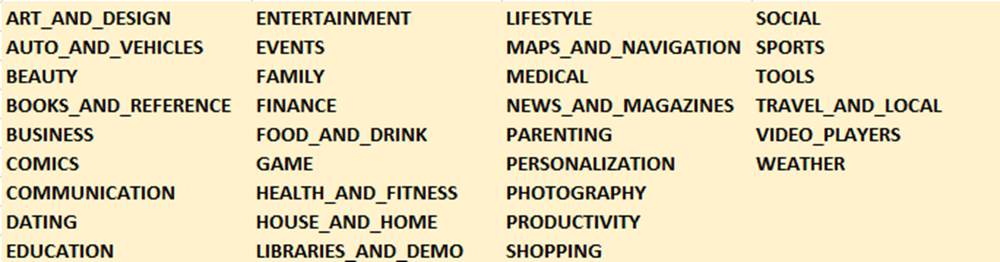 ART_AND_DESIGN ENTERTAINMENT LIFESTYLE SOCIAL
AUTO_AND_VEHICLES EVENTS MAPS_AND_NAVIGATION SPORTS
BEAUTY FAMILY MEDICAL TOOLS
BOOKS_AND_REFERENCE FINANCE NEWS_AND_MAGAZINES TRAVEL_AND_LOCAL
BUSINESS FOOD_AND_DRINK PARENTING VIDEO_PLAYERS
COMICS GAME PERSONALIZATION WEATHER
COMMUNICATION HEALTH_AND_FITNESS PHOTOGRAPHY
DATING HOUSE_AND_HOME PRODUCTIVITY
EDUCATION LIBRARIES_AND_DEMO SHOPPING